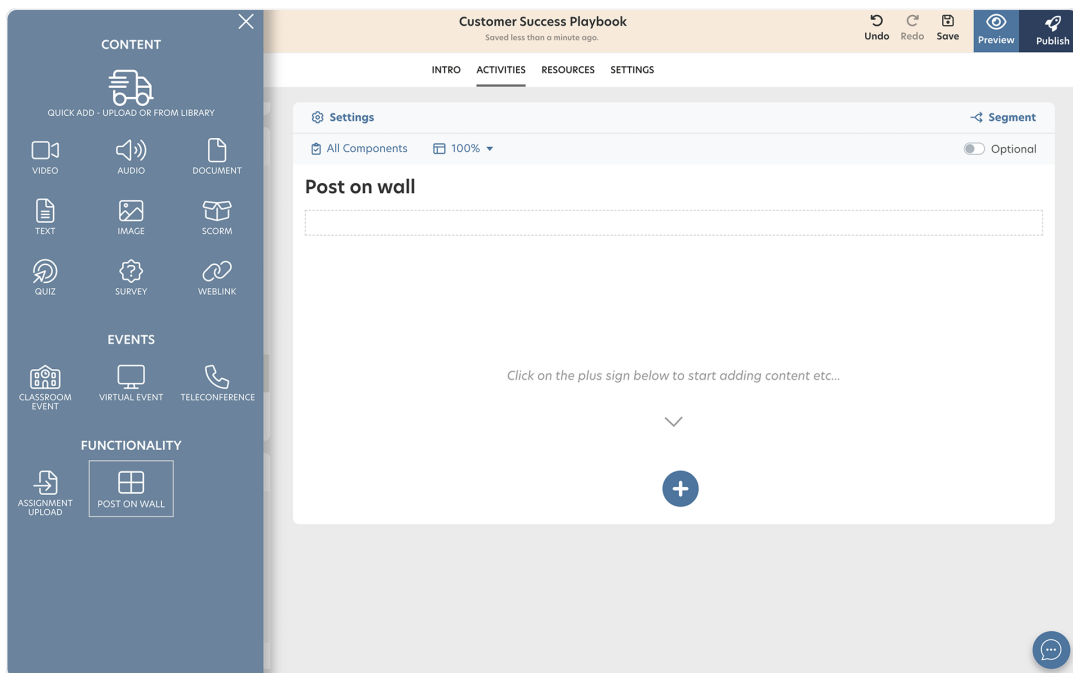 CONTENT
QUICK ADD - UPLOAD OR FROM LIBRARY
VIDEO
AUDIO
DOCUMENT
TEXT
IMAGE
SCORM
QUIZ
SURVEY
WEBLINK
EVENTS
CLASSROOM
EVENT
VIRTUAL EVENT
TELECONFERENCE
FUNCTIONALITY
ASSIGNMENT
UPLOAD
POST ON WALL
Customer Success Playbook
Saved less than a minute ago.
Undo
Redo
Save
Preview
Publish
INTRO
ACTIVITIES
RESOURCES
SETTINGS
Settings
Segment
All Components
100%
Optional
Post on wall
Click on the plus sign below to start adding content etc...